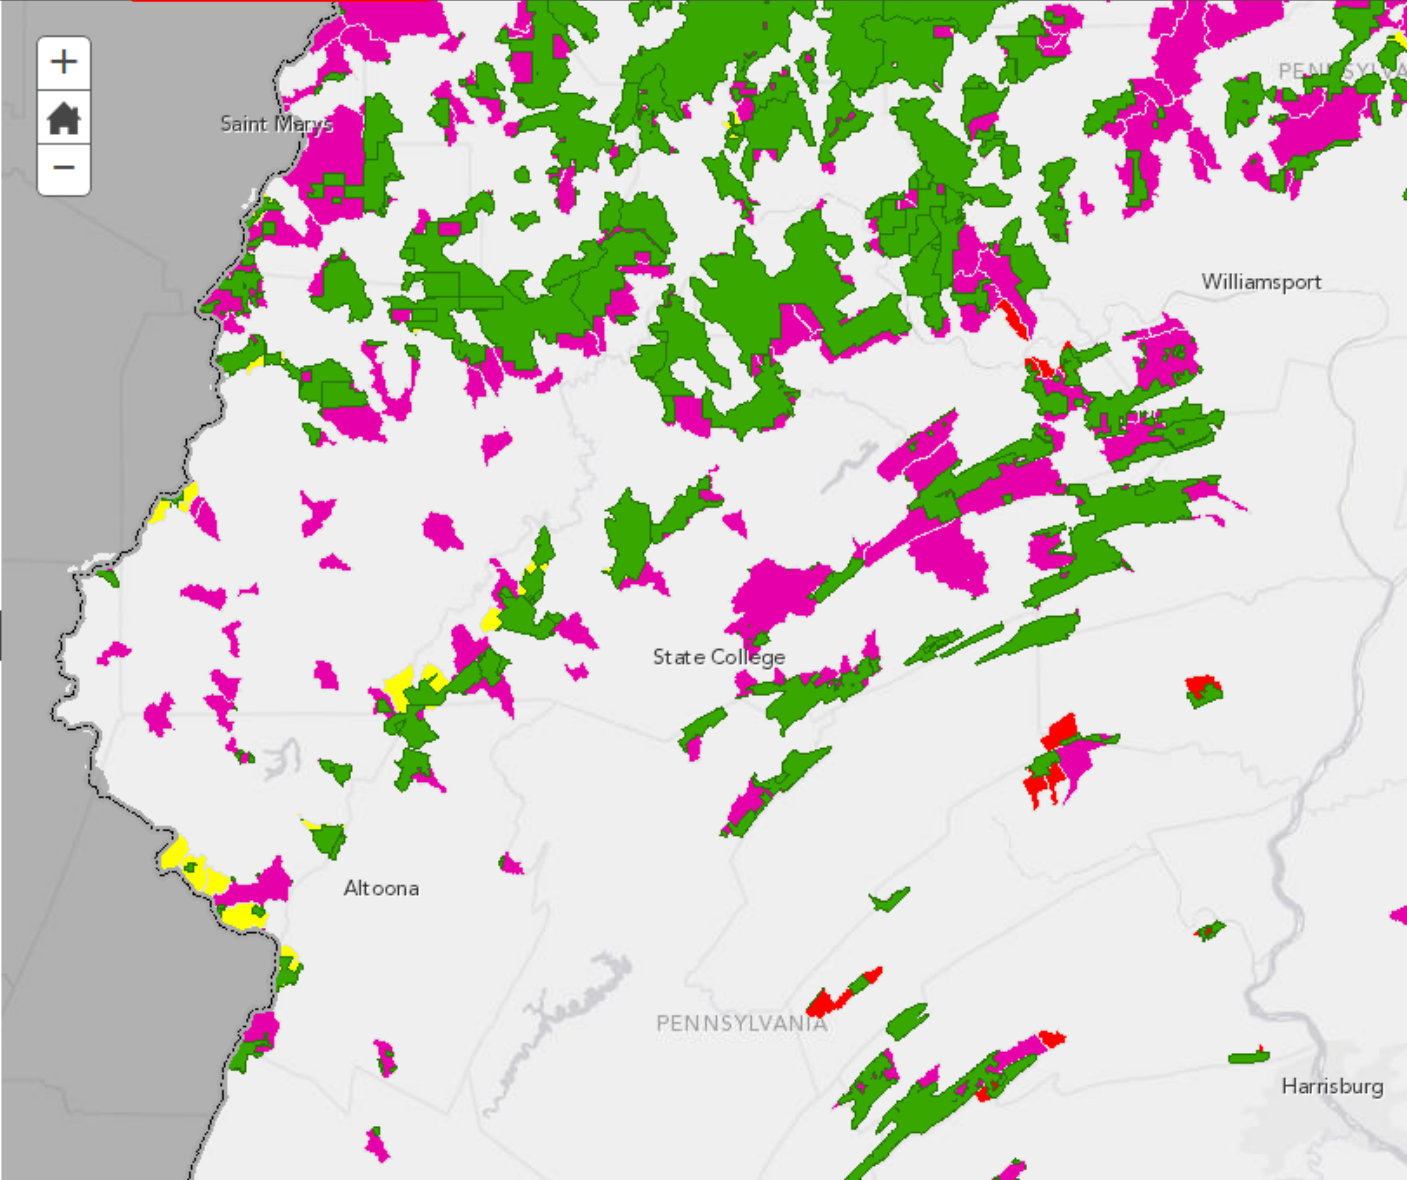 +
−
PENNSYLVA
Saint Marys
Williamsport
State College
Altoona
PENNSYLVANIA
Harrisburg